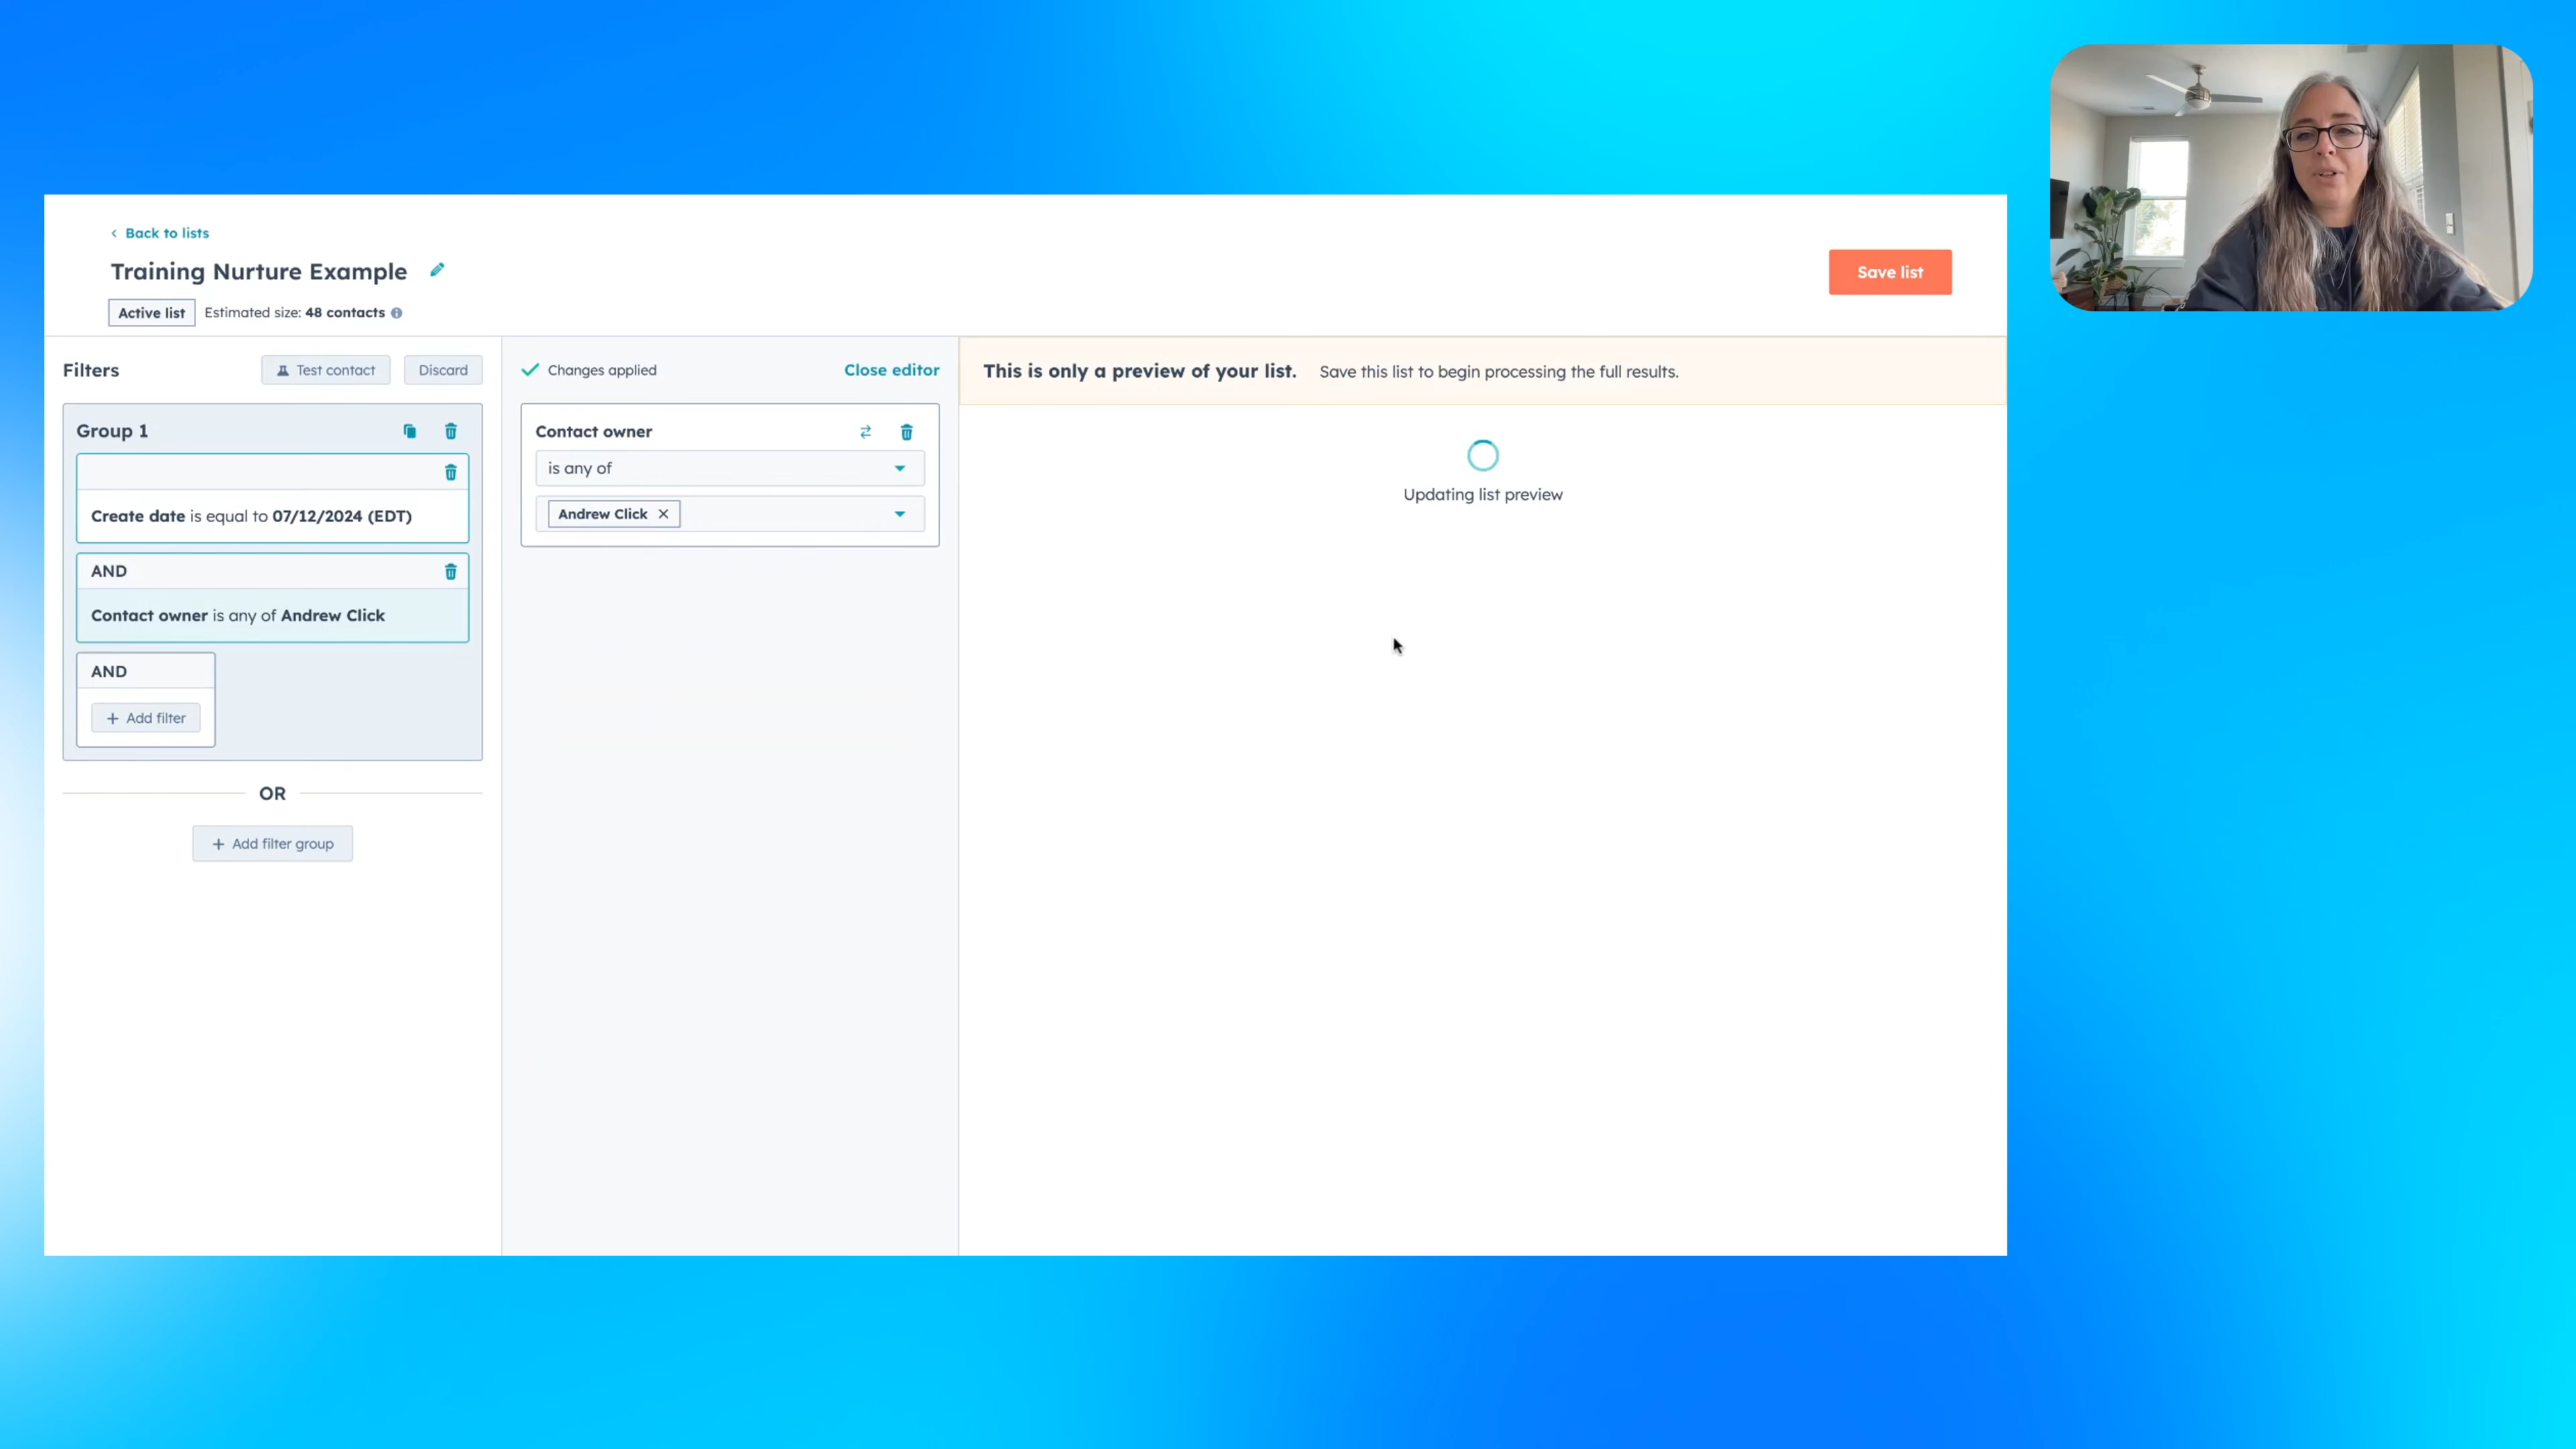 Back to lists
Training Nurture Example
Save list
Active list Estimated size: 48 contacts
Filters Test contact Discard
Changes applied Close editor
This is only a preview of your list. Save this list to begin processing the full results.
Group 1
Create date is equal to 07/12/2024 (EDT)
AND
Contact owner is any of Andrew Click
AND
+ Add filter
OR
+ Add filter group
Contact owner
is any of
Andrew Click
Updating list preview